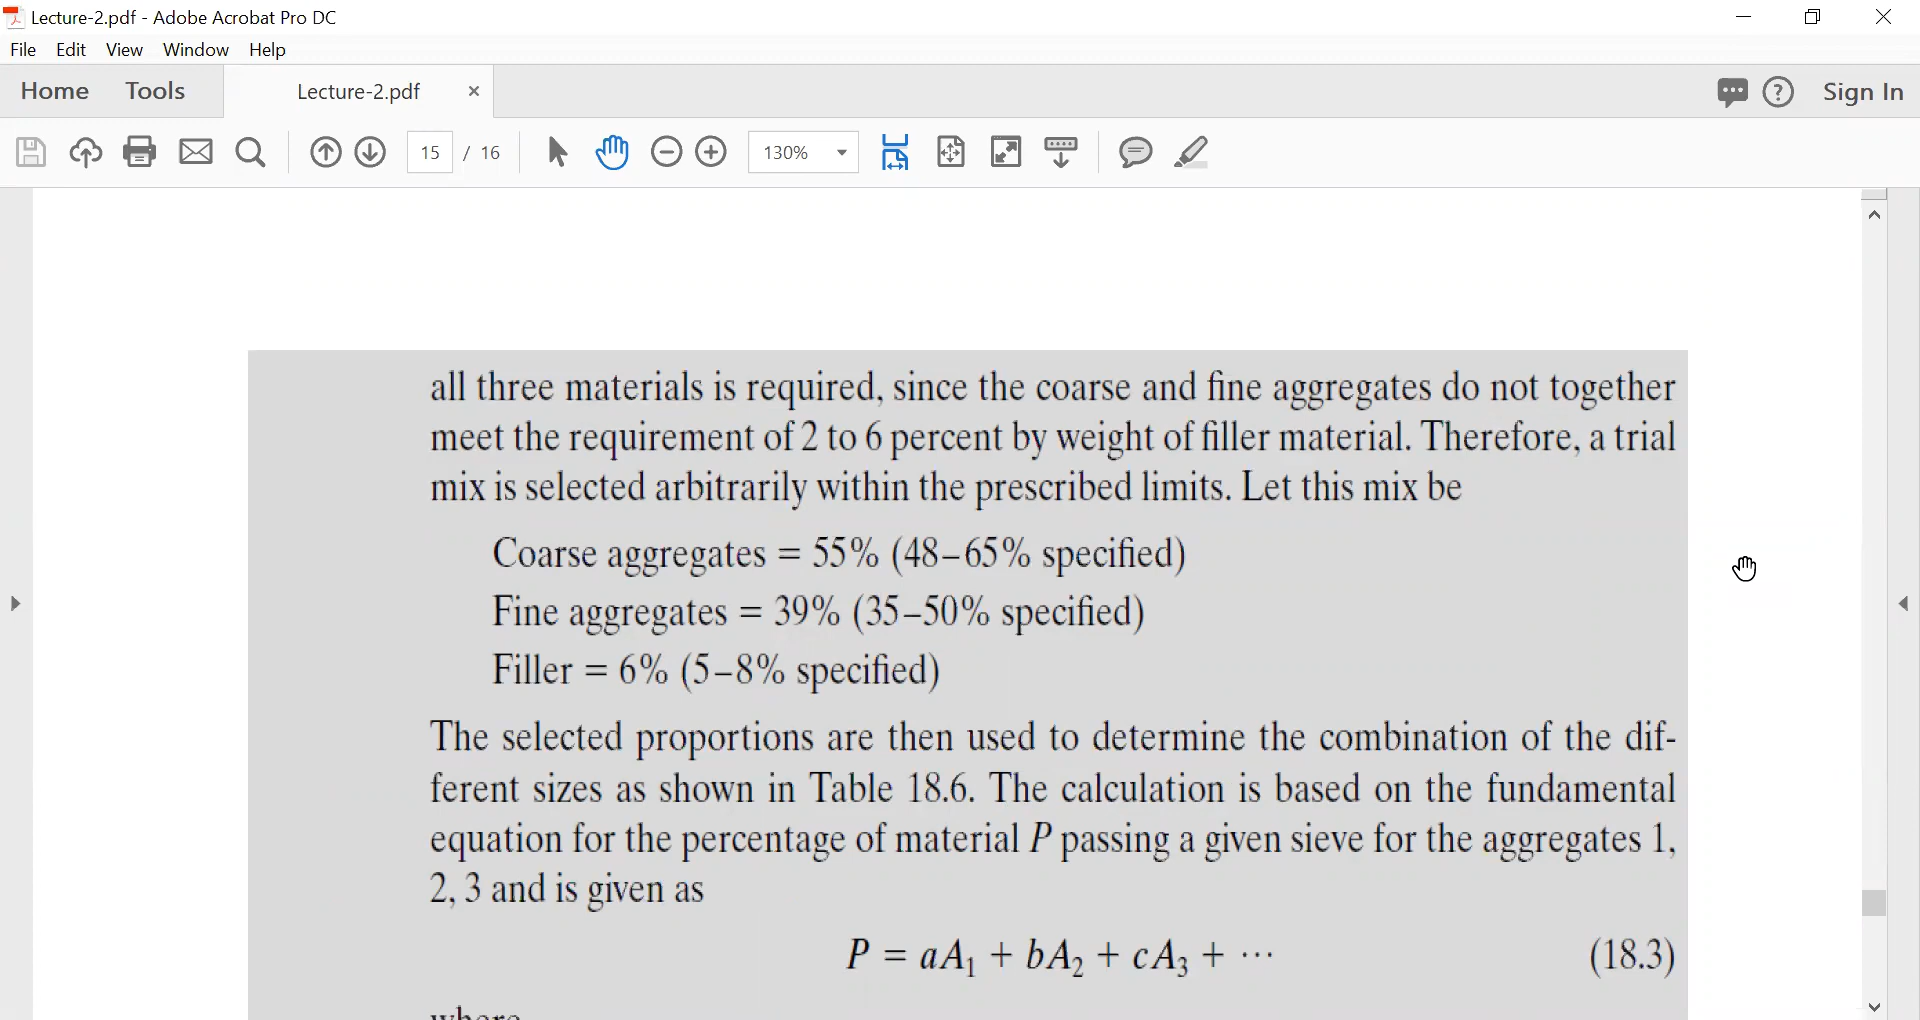 Lecture-2.pdf - Adobe Acrobat Pro DC
File Edit View Window Help
Home Tools Lecture-2.pdf × Sign In
15 / 16 130%
all three materials is required, since the coarse and fine aggregates do not together
meet the requirement of 2 to 6 percent by weight of filler material. Therefore, a trial
mix is selected arbitrarily within the prescribed limits. Let this mix be
Coarse aggregates = 55% (48–65% specified)
Fine aggregates = 39% (35–50% specified)
Filler = 6% (5–8% specified)
The selected proportions are then used to determine the combination of the dif-
ferent sizes as shown in Table 18.6. The calculation is based on the fundamental
equation for the percentage of material P passing a given sieve for the aggregates 1,
2, 3 and is given as
P = aA₁ + bA₂ + cA₃ + ⋯ (18.3)
where